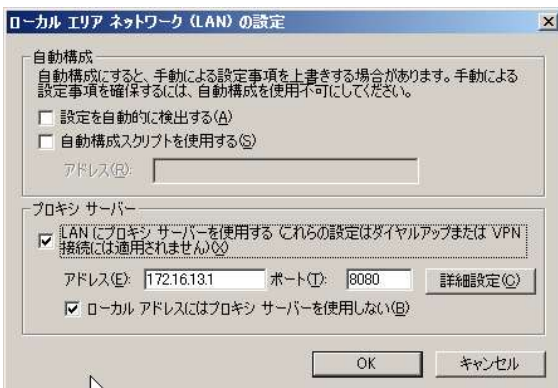 ローカル エリア ネットワーク (LAN) の設定
自動構成
自動構成にすると、手動による設定事項を上書きする場合があります。手動による
設定事項を確保するには、自動構成を使用不可にしてください。
設定を自動的に検出する(A)
自動構成スクリプトを使用する(S)
アドレス(R):
プロキシ サーバー
LAN にプロキシ サーバーを使用する (これらの設定はダイヤルアップまたは VPN
接続には適用されません)(X)
アドレス(E): 172.16.13.1 ポート(T): 8080 詳細設定(C)
ローカル アドレスにはプロキシ サーバーを使用しない(B)
OK キャンセル